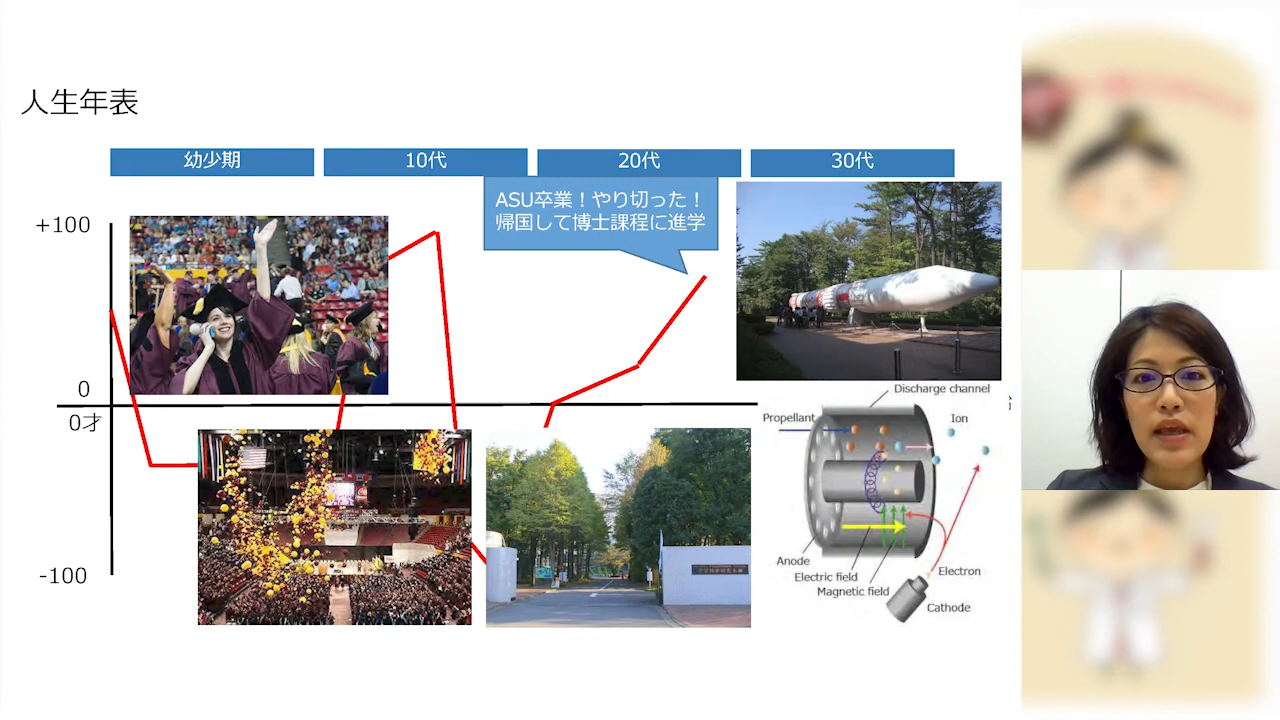 人生年表
幼少期
10代
20代
30代
ASU卒業！やり切った！
帰国して博士課程に進学
+100
0
0才
-100
Discharge channel
Propellant
Ion
Anode
Electric field
Magnetic field
Electron
Cathode